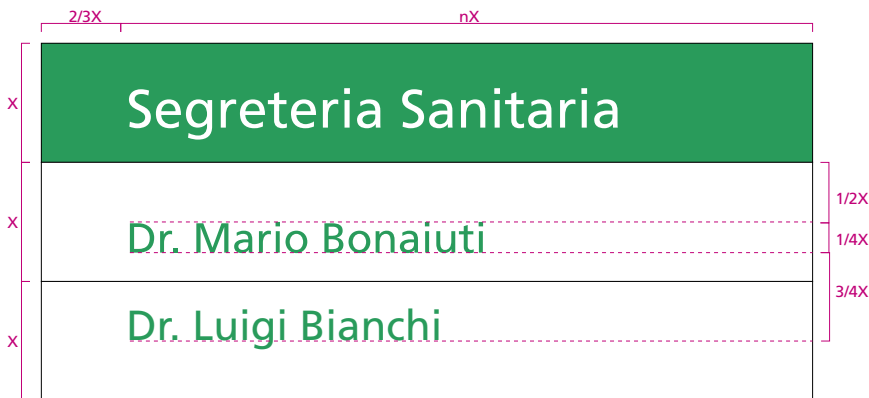 2/3X nX
X Segreteria Sanitaria
1/2X
X Dr. Mario Bonaiuti 1/4X
3/4X
X Dr. Luigi Bianchi